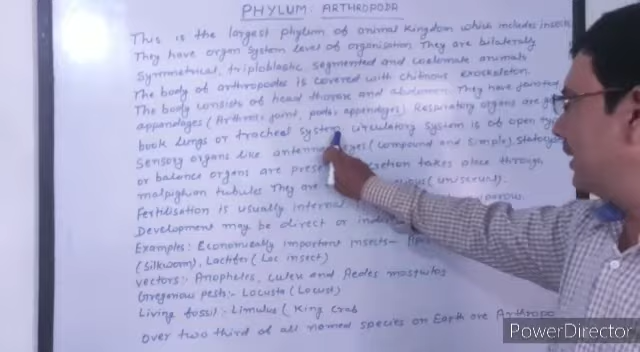 PHYLUM: ARTHROPODA
This is the largest phylum of animal kingdom which includes insects
They have organ system level of organisation They are bilaterally
Symmetrical, triploblastic segmented and coelomate animals
The body of arthropodes is covered with chitinous exoskeleton.
The body consists of head thorax and abdomen. They have jointed
appendages (Arthros: joint, poda: appendages) Respiratory organs are
book lungs or tracheal system circulatory system is of open
Sensory organs like antennae eyes (compound and simple), statocysts
or balance organs are present excretion takes place through
malpighian tubules They are (unisexual).
Fertilisation is usually internal
Development may be direct or
Examples: Economically important insects-
(Silkworm), Laccifer (Lac insect)
vectors:- Anopheles, Culex and Aedes mosquitos
Gregarious pests:- Locusta (Locust)
Living fossil:- Limulus (King crab
Over two third of all named species on Earth are Arthropo
PowerDirector